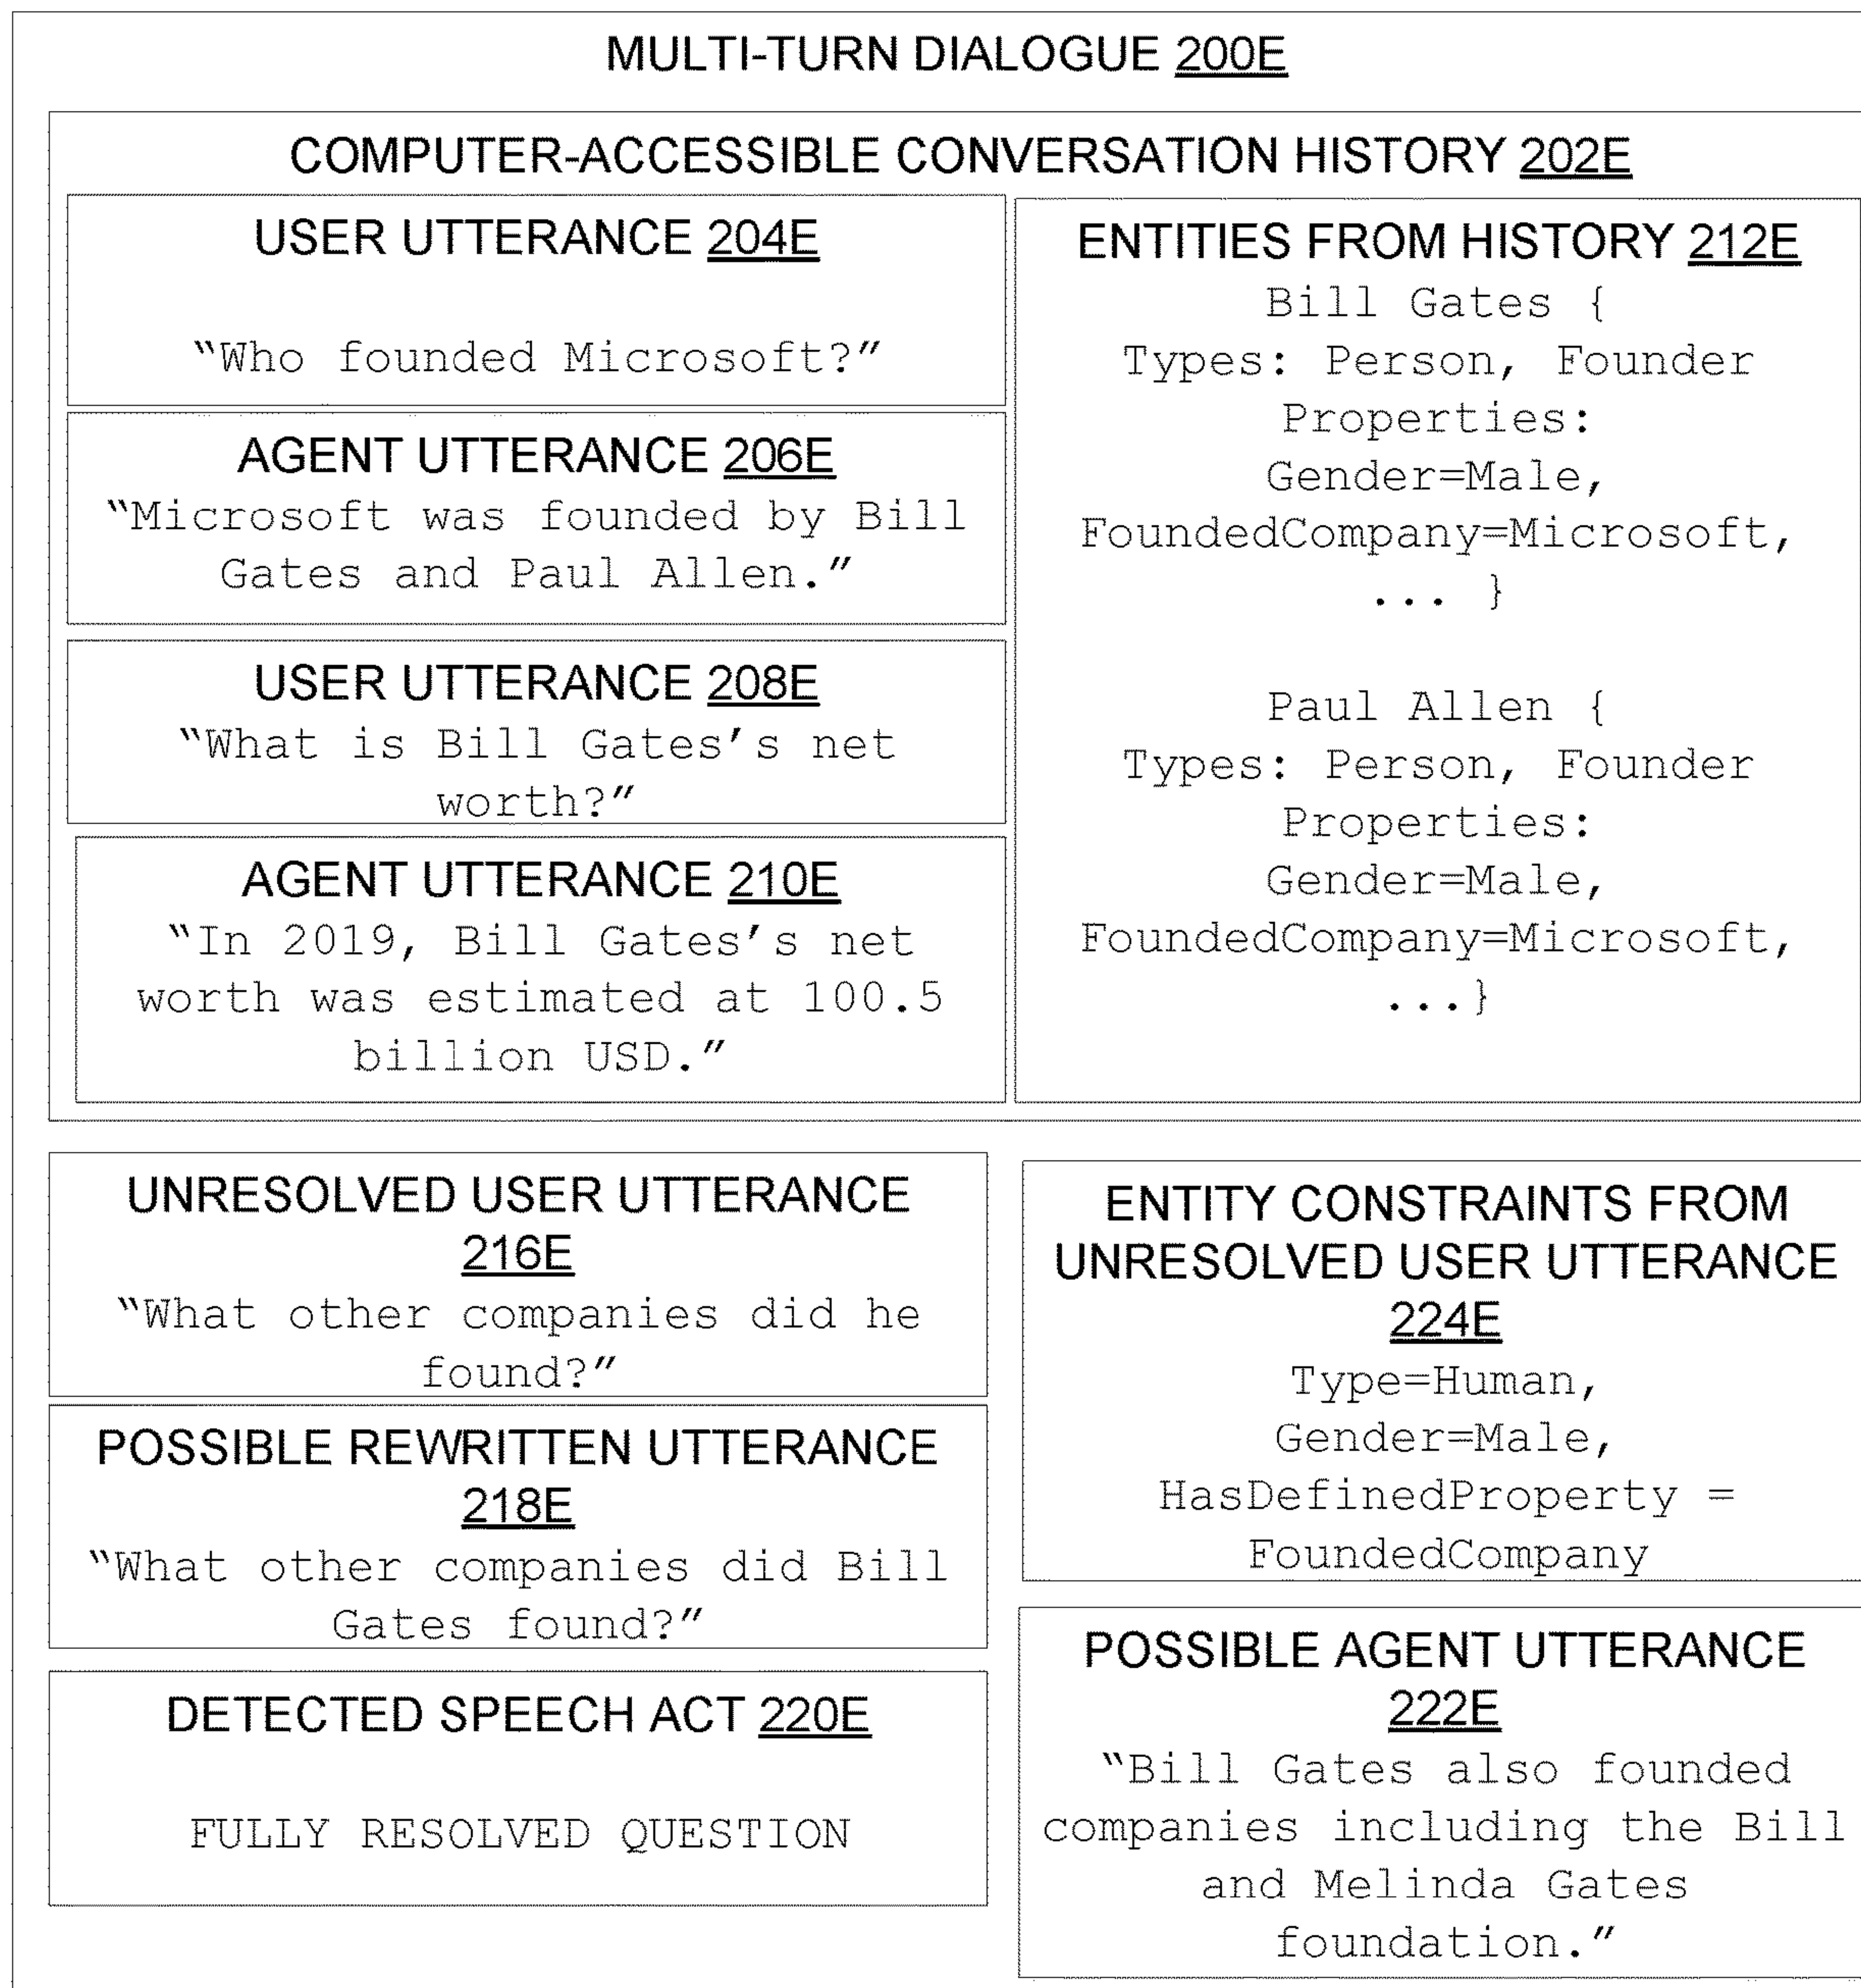 MULTI-TURN DIALOGUE 200E
COMPUTER-ACCESSIBLE CONVERSATION HISTORY 202E
USER UTTERANCE 204E
“Who founded Microsoft?”
AGENT UTTERANCE 206E
“Microsoft was founded by Bill
Gates and Paul Allen.”
USER UTTERANCE 208E
“What is Bill Gates’s net
worth?”
AGENT UTTERANCE 210E
“In 2019, Bill Gates’s net
worth was estimated at 100.5
billion USD.”
ENTITIES FROM HISTORY 212E
Bill Gates {
Types: Person, Founder
Properties:
Gender=Male,
FoundedCompany=Microsoft,
... }
Paul Allen {
Types: Person, Founder
Properties:
Gender=Male,
FoundedCompany=Microsoft,
...}
UNRESOLVED USER UTTERANCE
216E
“What other companies did he
found?”
POSSIBLE REWRITTEN UTTERANCE
218E
“What other companies did Bill
Gates found?”
DETECTED SPEECH ACT 220E
FULLY RESOLVED QUESTION
ENTITY CONSTRAINTS FROM
UNRESOLVED USER UTTERANCE
224E
Type=Human,
Gender=Male,
HasDefinedProperty =
FoundedCompany
POSSIBLE AGENT UTTERANCE
222E
“Bill Gates also founded
companies including the Bill
and Melinda Gates
foundation.”